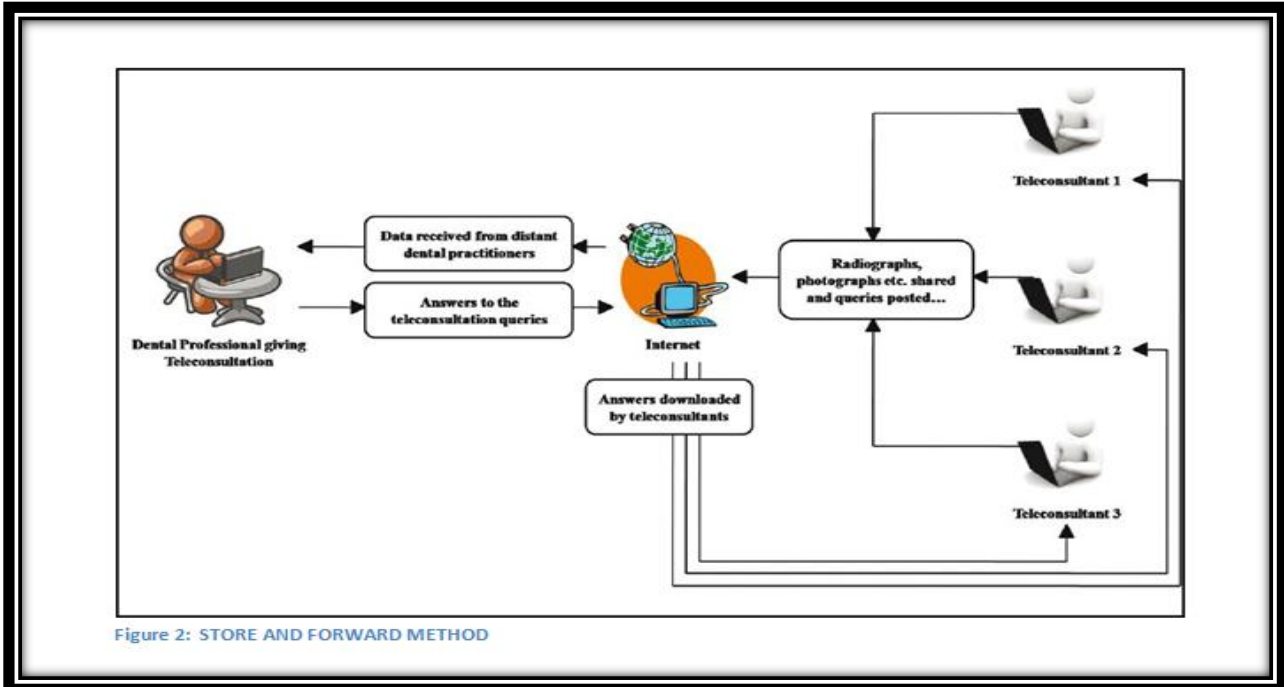 Teleconsultant 1
Data received from distant
dental practitioners
Radiographs,
photographs etc. shared
and queries posted...
Answers to the
teleconsultation queries
Dental Professional giving
Teleconsultation
Internet
Teleconsultant 2
Answers downloaded
by teleconsultants
Teleconsultant 3
Figure 2: STORE AND FORWARD METHOD